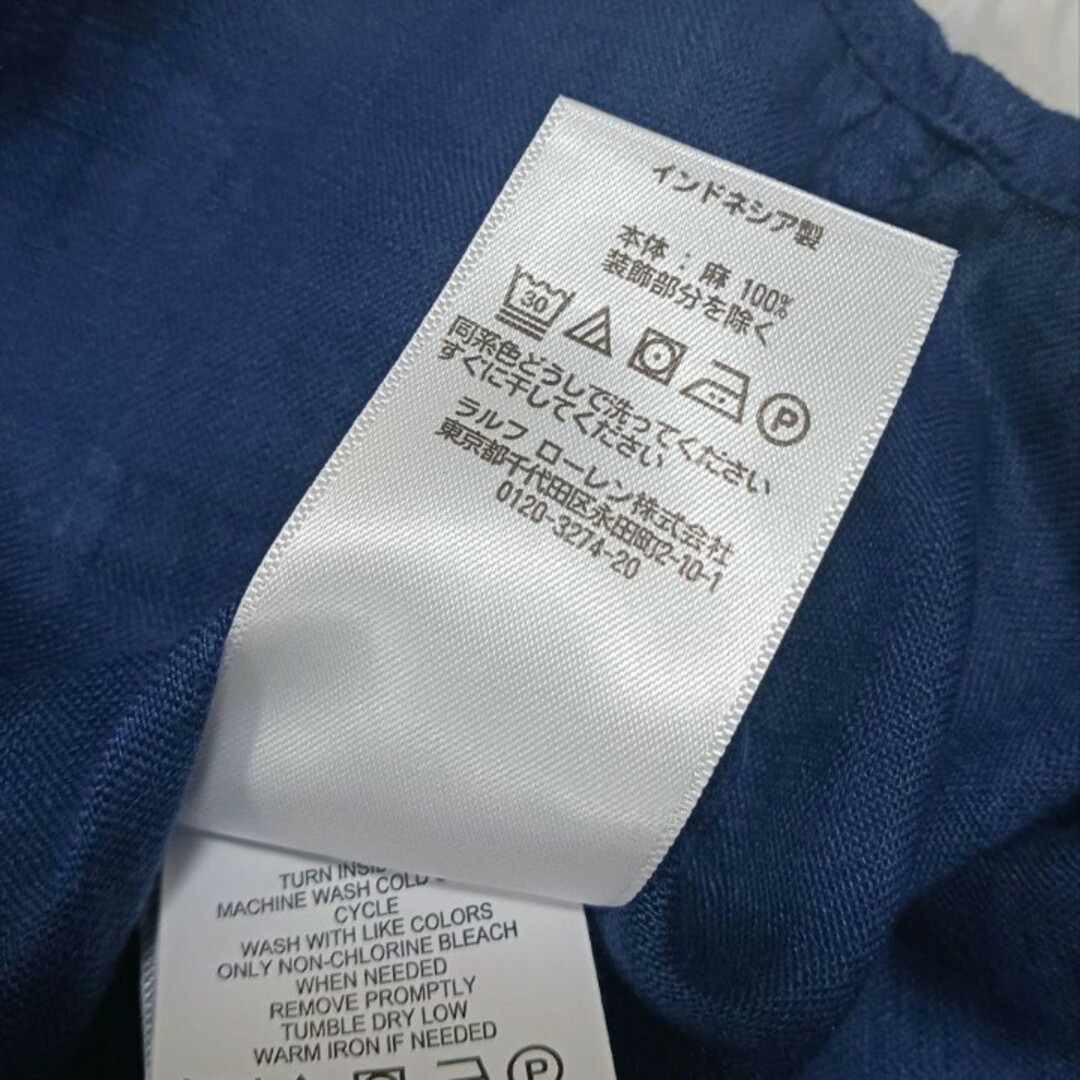 インドネシア製
本体 : 麻 100%
装飾部分を除く
30 P
同系色どうしで洗ってください
すぐに干してください
ラルフ ローレン株式会社
東京都千代田区永田町2-10-1
0120-3274-20
TURN
MACHINE WASH COLD
CYCLE
WASH WITH LIKE COLORS
ONLY NON-CHLORINE BLEACH
WHEN NEEDED
REMOVE PROMPTLY
TUMBLE DRY LOW
WARM IRON IF NEEDED
P